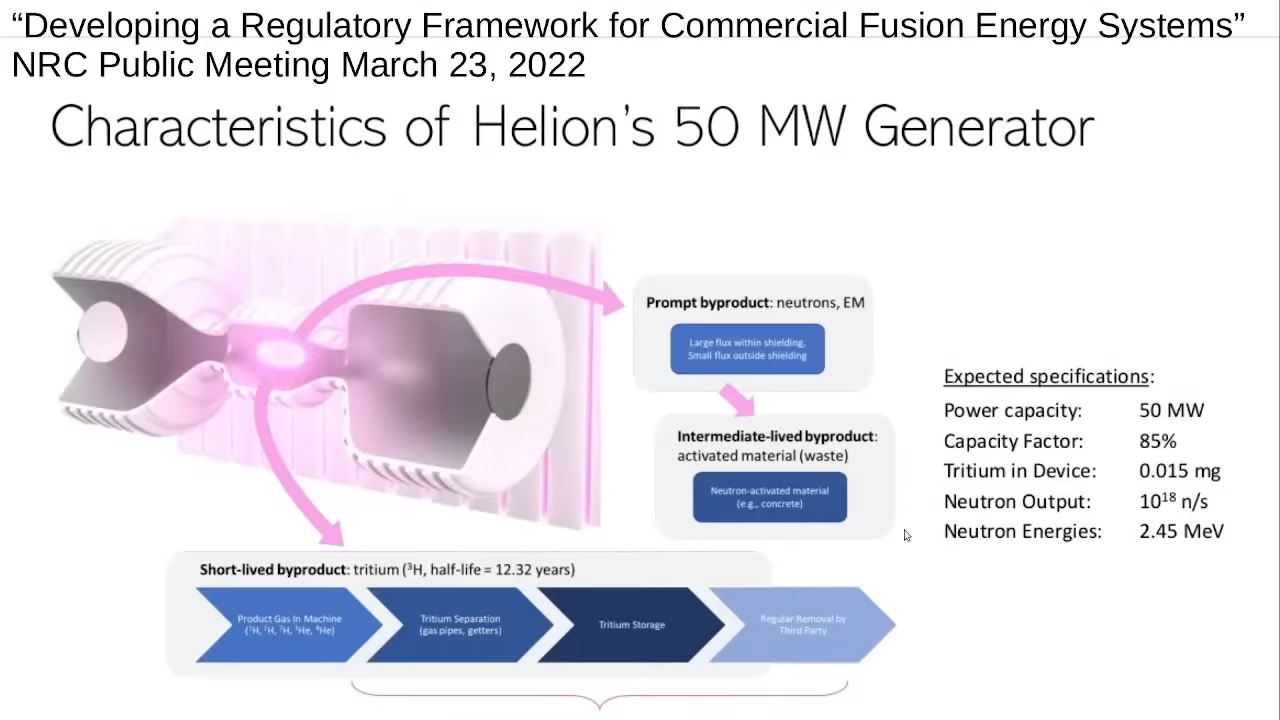 “Developing a Regulatory Framework for Commercial Fusion Energy Systems”
NRC Public Meeting March 23, 2022
Characteristics of Helion’s 50 MW Generator
Prompt byproduct: neutrons, EM
Large flux within shielding,
Small flux outside shielding
Intermediate-lived byproduct:
activated material (waste)
Neutron-activated material
(e.g., concrete)
Expected specifications:
Power capacity: 50 MW
Capacity Factor: 85%
Tritium in Device: 0.015 mg
Neutron Output: 10¹⁸ n/s
Neutron Energies: 2.45 MeV
Short-lived byproduct: tritium (³H, half-life = 12.32 years)
Product Gas In Machine
(¹H, ²H, ³H, ³He, ⁴He)
Tritium Separation
(gas pipes, getters)
Tritium Storage
Regular Removal by
Third Party